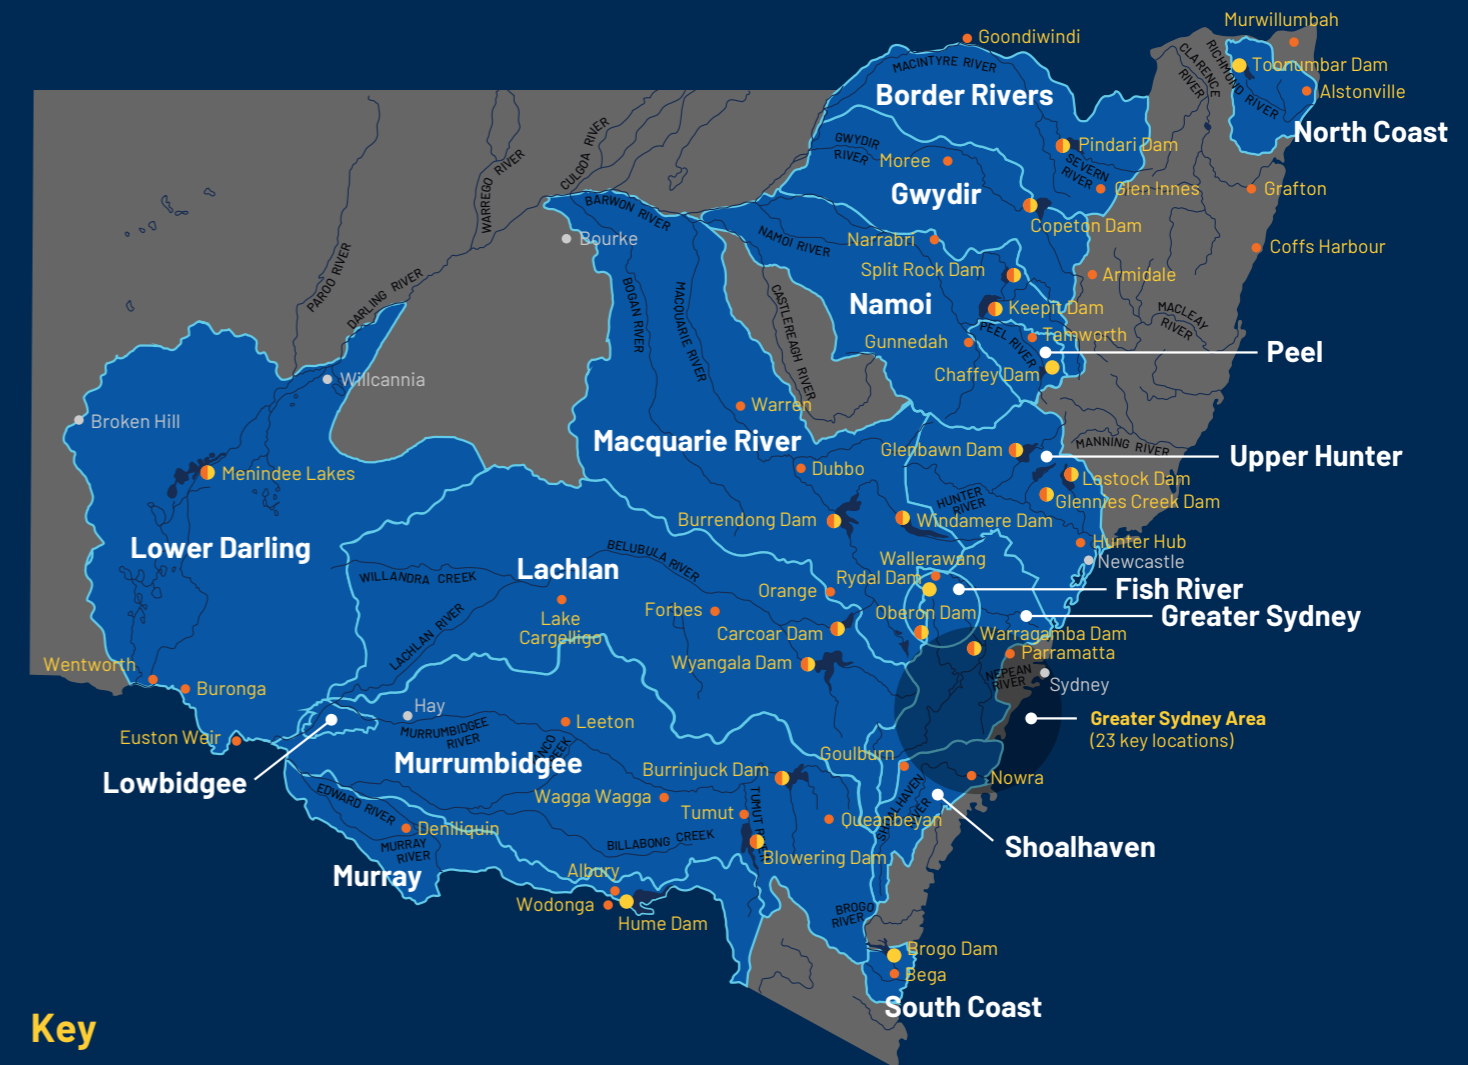 Murwillumbah
Goondiwindi
MACINTYRE RIVER
CLARENCE
RIVER
RICHMOND RIVER
Toonumbar Dam
Alstonville
Border Rivers
North Coast
GWYDIR
RIVER
Moree
Pindari Dam
SEVERN
RIVER
Gwydir
Glen Innes
Grafton
CULGOA RIVER
WARREGO RIVER
BARWON RIVER
Bourke
Copeton Dam
NAMOI RIVER
Narrabri
Coffs Harbour
PAROO RIVER
DARLING RIVER
Split Rock Dam
Armidale
BOGAN RIVER
MACQUARIE RIVER
CASTLEREAGH RIVER
Namoi
Keepit Dam
MACLEAY
RIVER
Gunnedah
PEEL RIVER
Tamworth
Peel
Chaffey Dam
Willcannia
Broken Hill
Warren
Macquarie River
Glenbawn Dam
MANNING RIVER
Upper Hunter
Menindee Lakes
Dubbo
Lostock Dam
HUNTER
RIVER
Glennies Creek Dam
Burrendong Dam
Windamere Dam
Lower Darling
BELUBULA RIVER
Hunter Hub
Newcastle
Wallerawang
Lachlan
WILLANDRA CREEK
Rydal Dam
Fish River
Orange
Lake
Cargelligo
Forbes
Oberon Dam
Greater Sydney
LACHLAN RIVER
Carcoar Dam
Warragamba Dam
Parramatta
Wyangala Dam
NEPEAN
RIVER
Sydney
Wentworth
Buronga
Hay
Greater Sydney Area
(23 key locations)
Leeton
MURRUMBIDGEE
RIVER
Euston Weir
Goulburn
Murrumbidgee
Burrinjuck Dam
Nowra
Lowbidgee
EDWARD RIVER
Wagga Wagga
TUMUT
Tumut
Queanbeyan
SHOALHAVEN
Deniliquin
BILLABONG CREEK
MURRAY
RIVER
Shoalhaven
Blowering Dam
Murray
Albury
Wodonga
Hume Dam
BROGO
RIVER
Brogo Dam
Bega
South Coast
Key